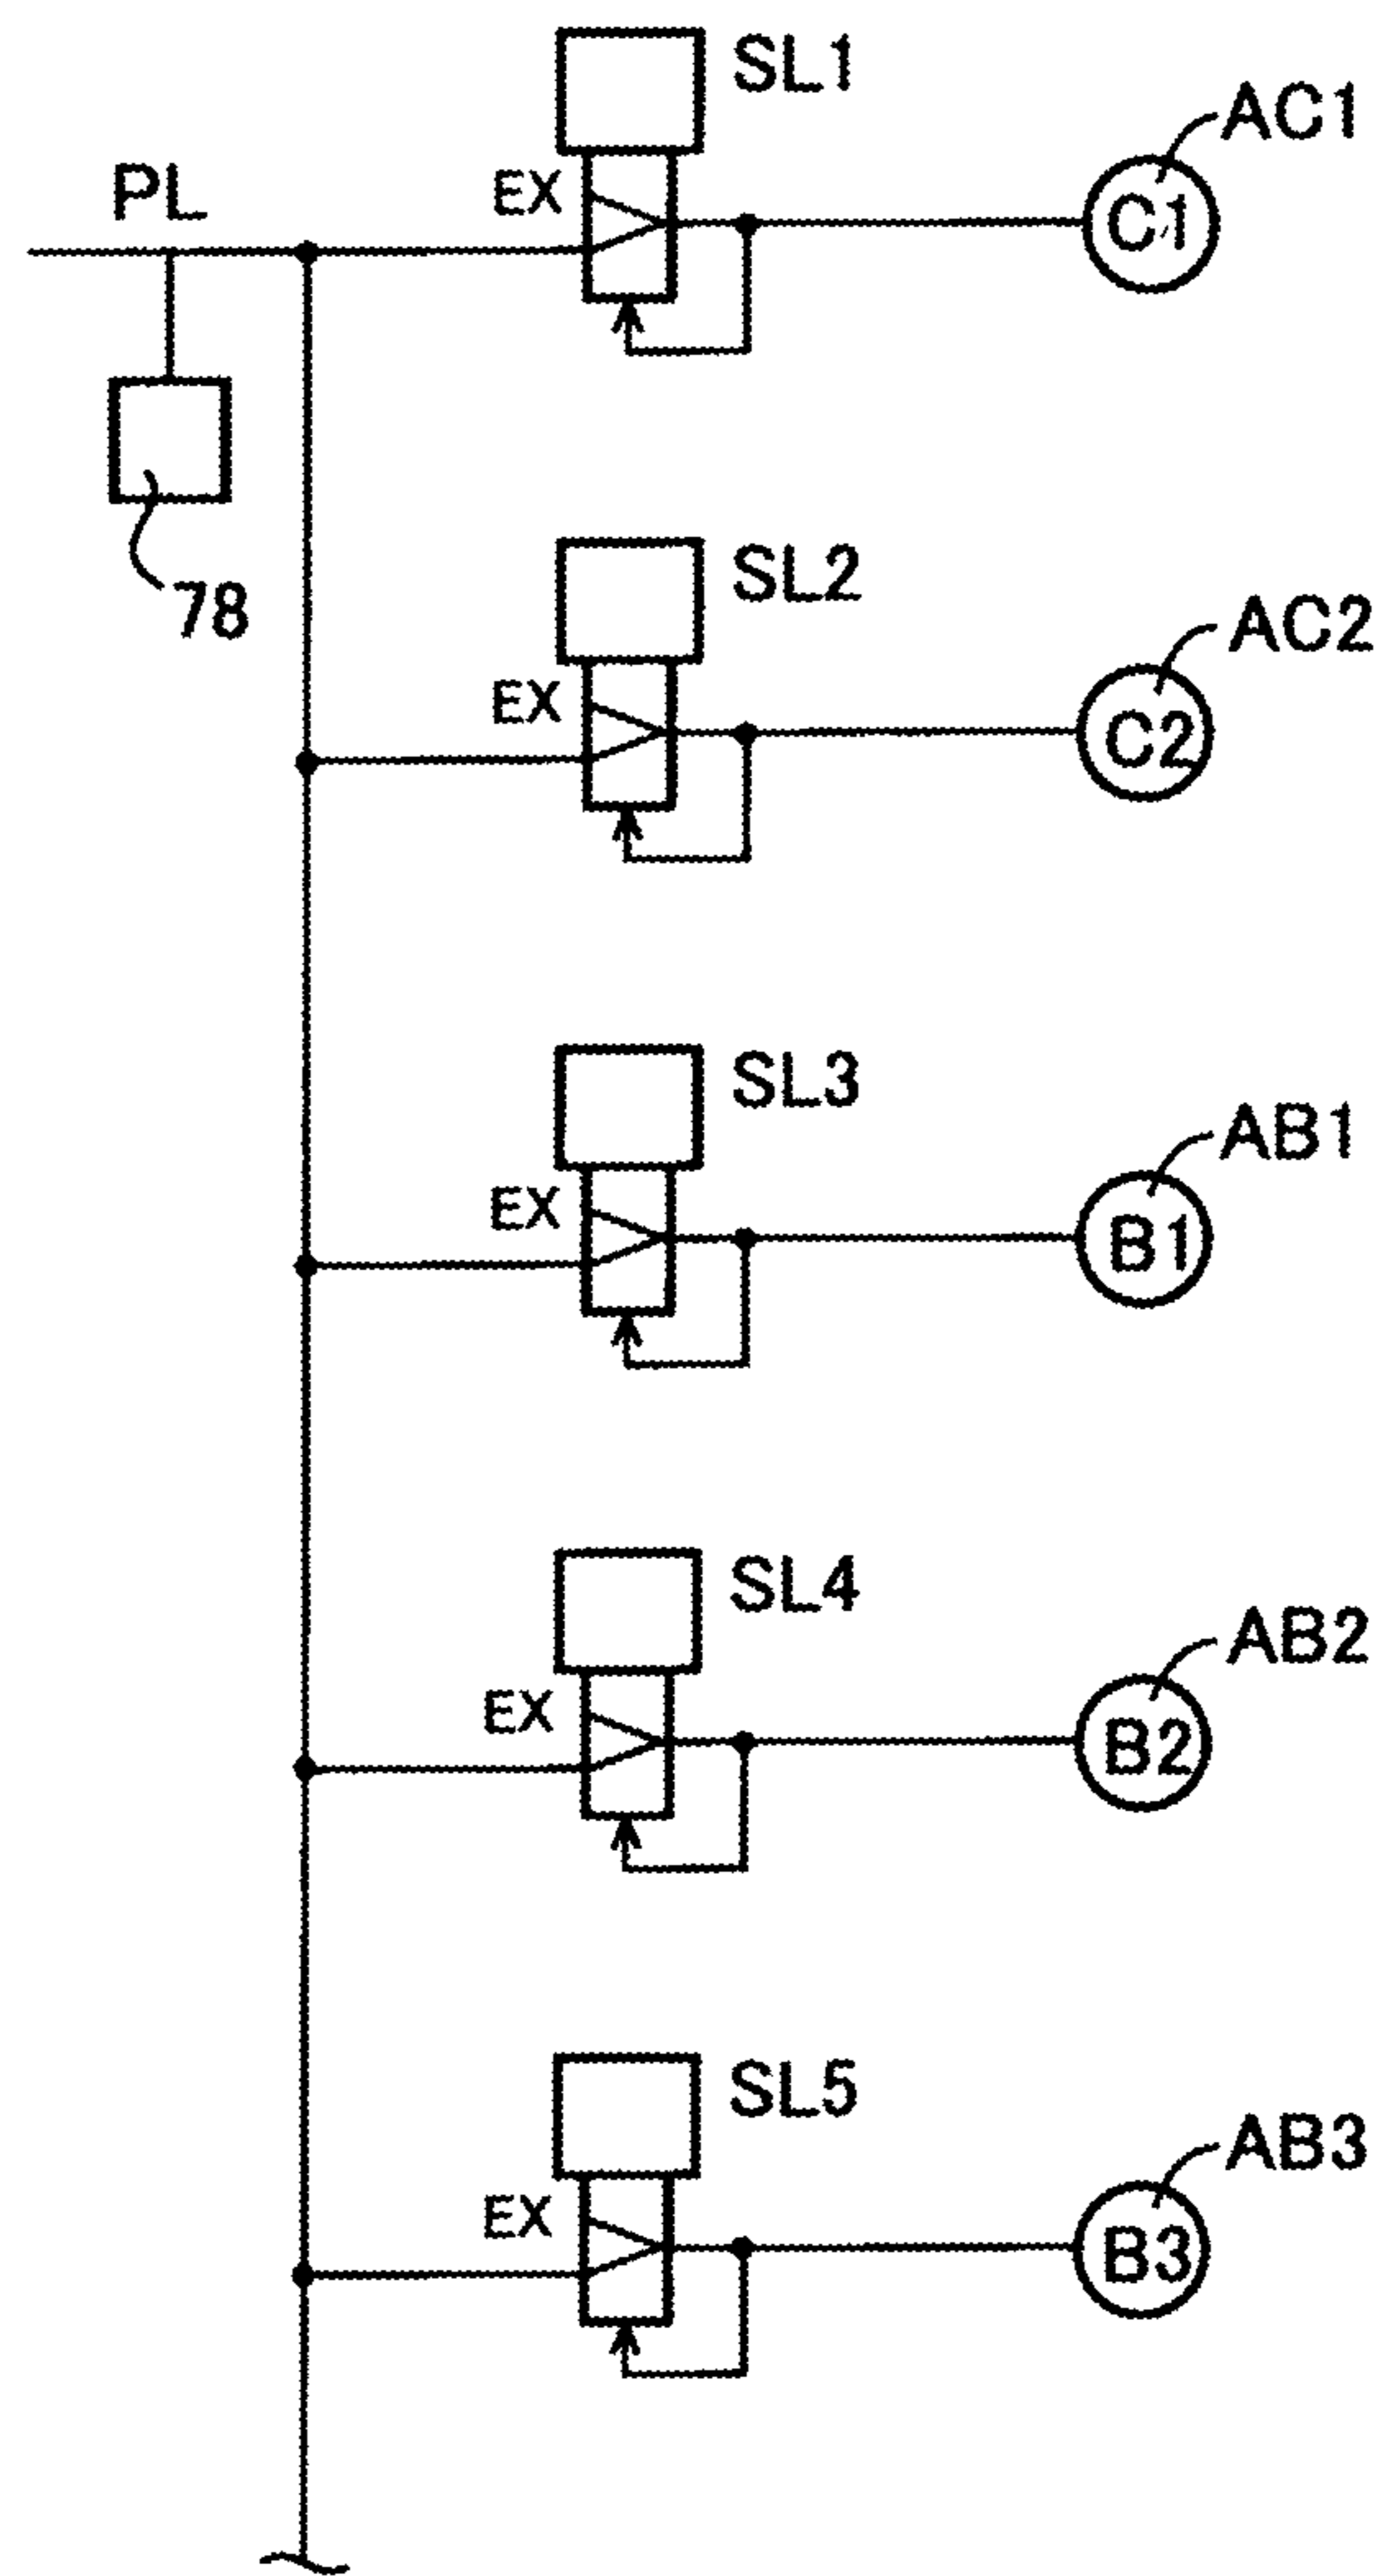 SL1
AC1
PL
EX
C1
78
SL2
AC2
EX
C2
SL3
AB1
EX
B1
SL4
AB2
EX
B2
SL5
AB3
EX
B3